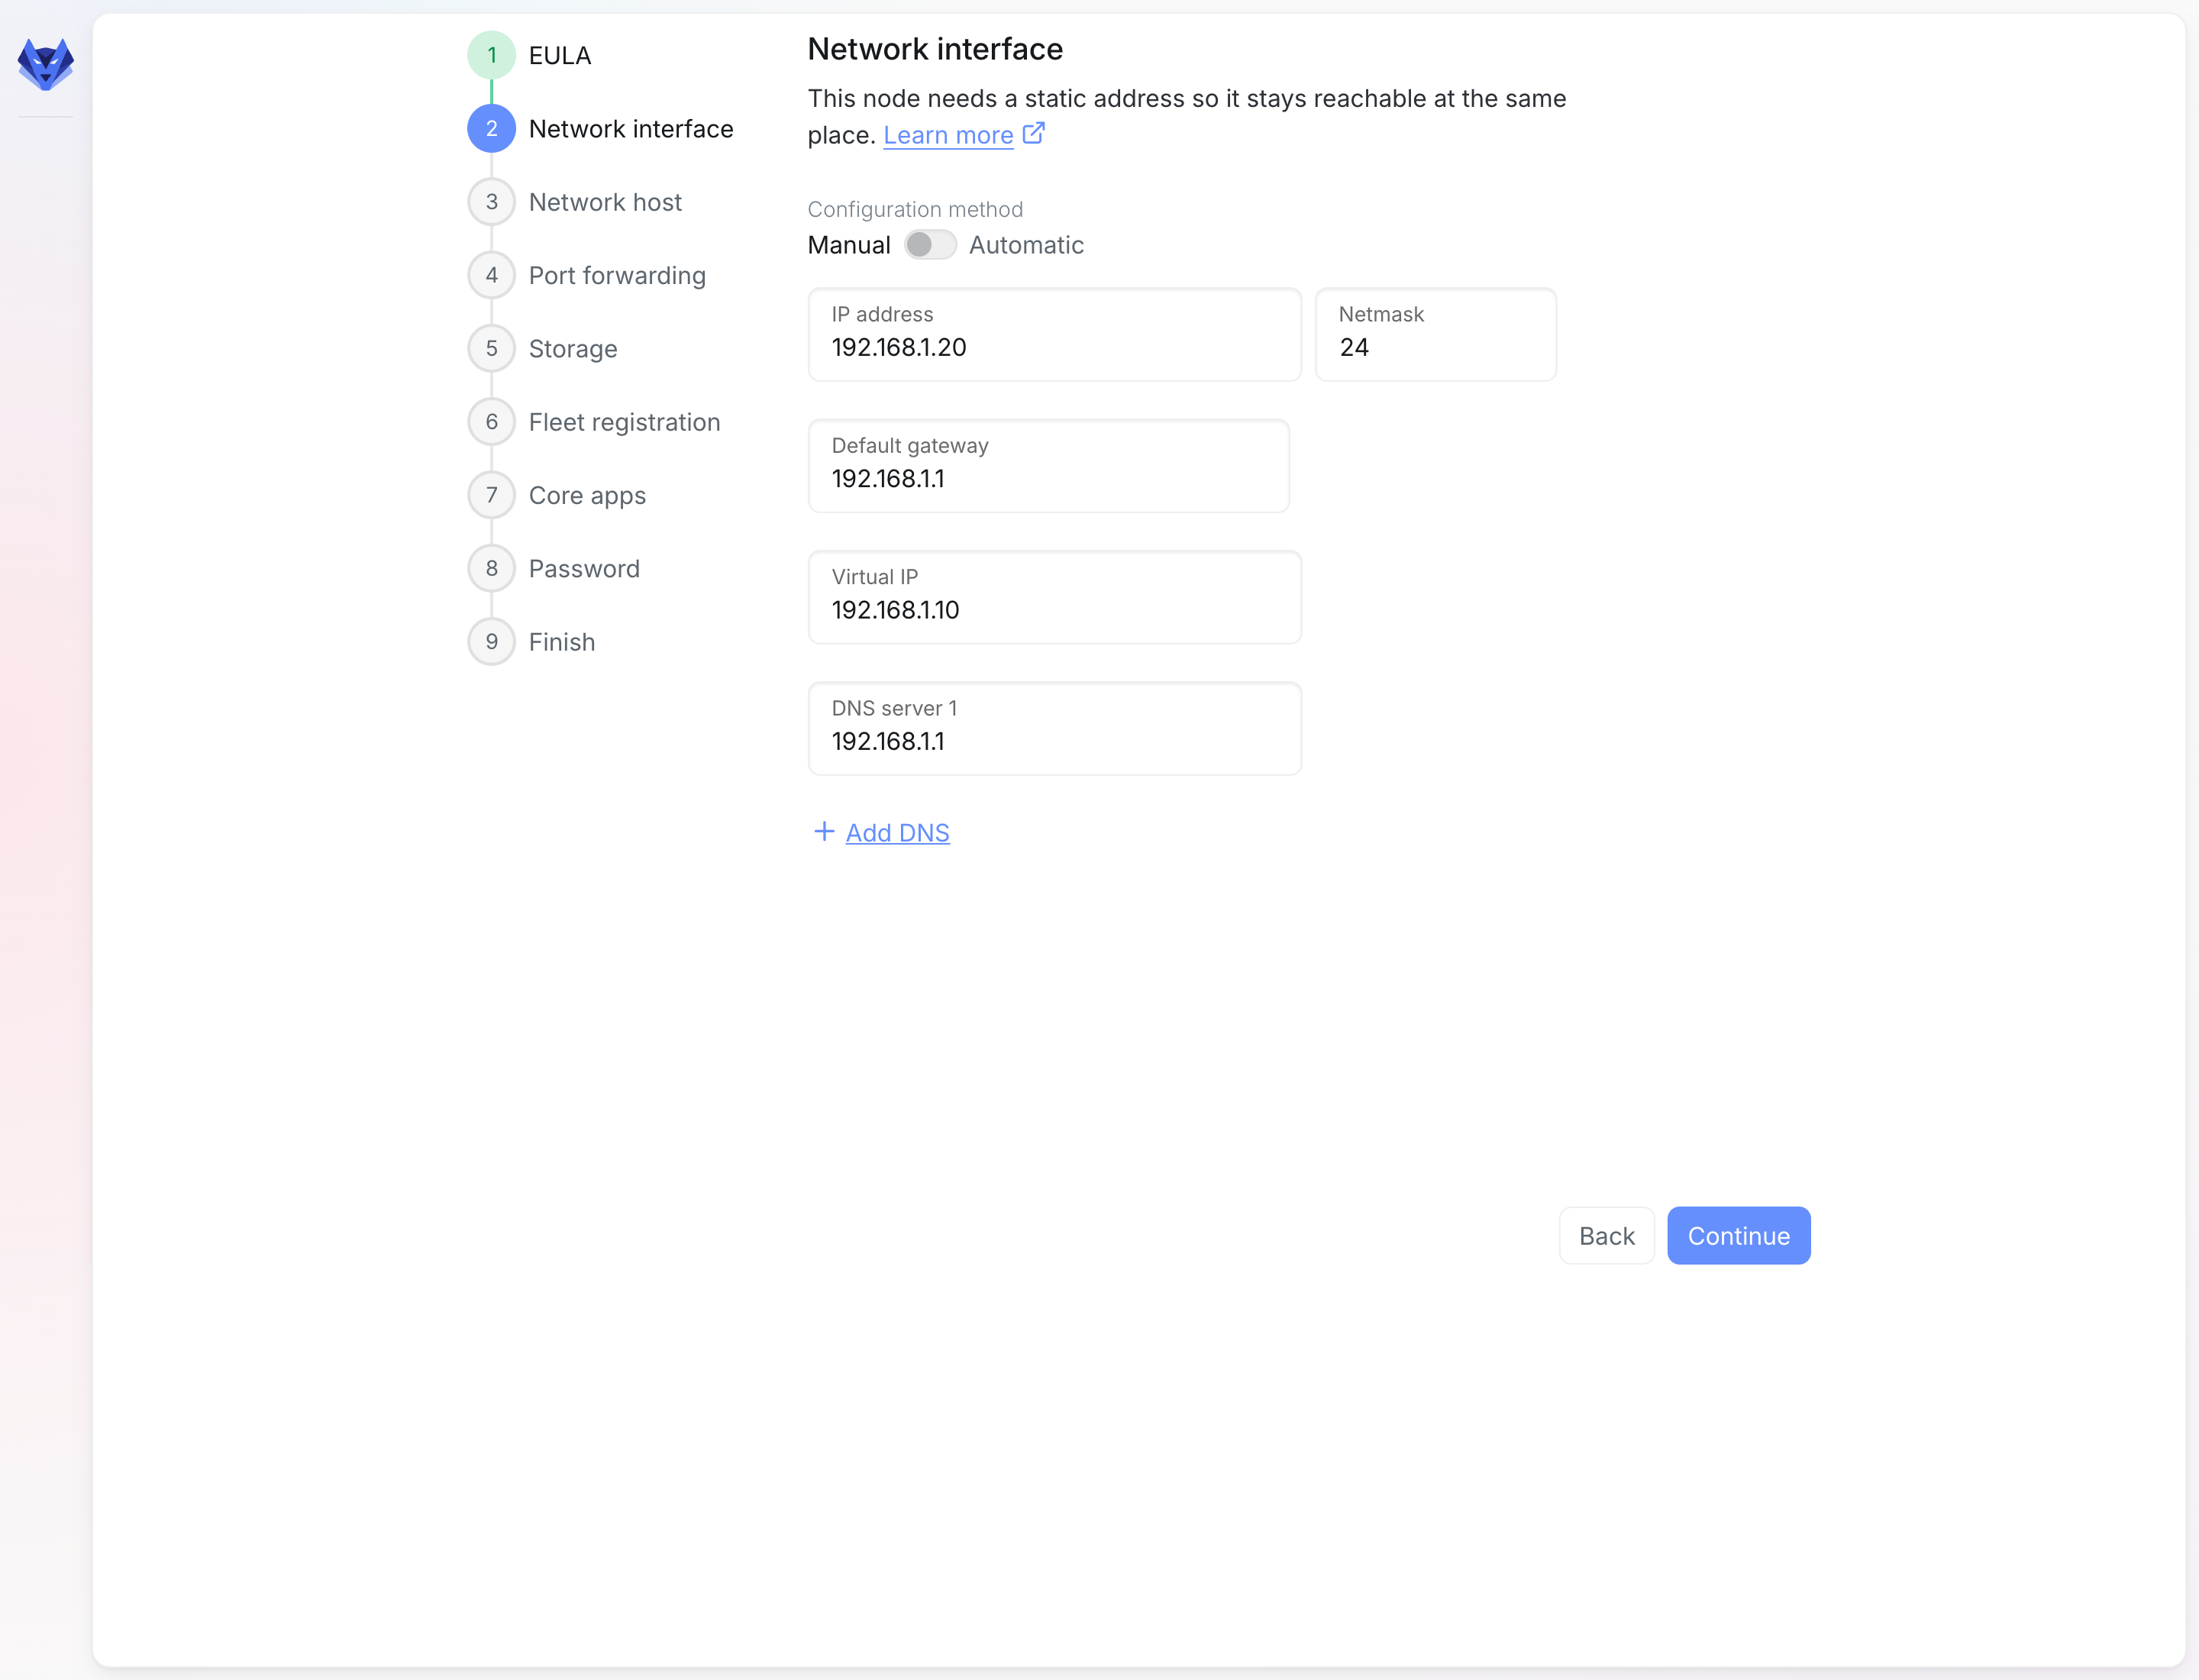 1 EULA
2 Network interface
3 Network host
4 Port forwarding
5 Storage
6 Fleet registration
7 Core apps
8 Password
9 Finish
Network interface
This node needs a static address so it stays reachable at the same
place. Learn more
Configuration method
Manual Automatic
IP address
192.168.1.20
Netmask
24
Default gateway
192.168.1.1
Virtual IP
192.168.1.10
DNS server 1
192.168.1.1
+ Add DNS
Back Continue